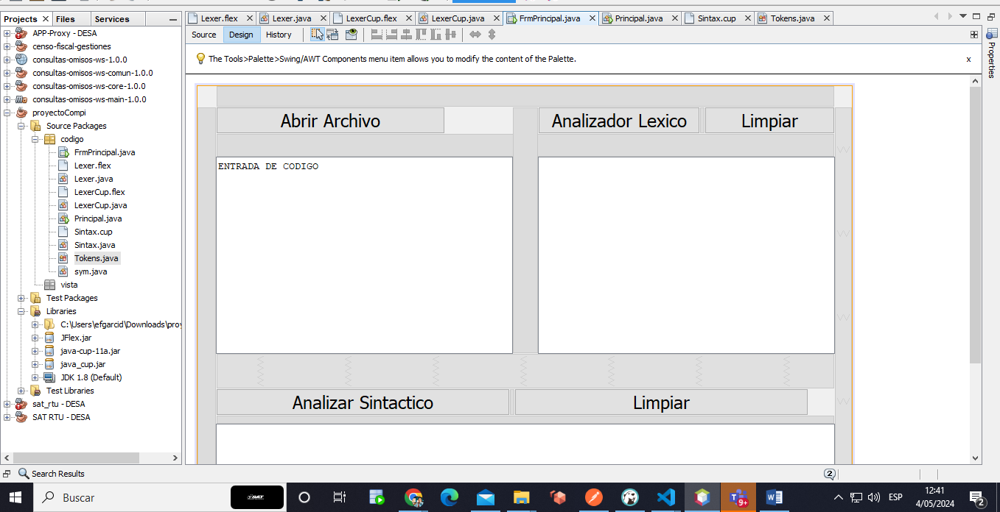 Projects
Files
Services
APP-Proxy - DESA
censo-fiscal-gestiones
consultas-omisos-ws-1.0.0
consultas-omisos-ws-comun-1.0.0
consultas-omisos-ws-core-1.0.0
consultas-omisos-ws-main-1.0.0
proyectoCompi
Source Packages
codigo
FrmPrincipal.java
Lexer.flex
Lexer.java
LexerCup.flex
LexerCup.java
Principal.java
Sintax.cup
Sintax.java
Tokens.java
sym.java
vista
Test Packages
Libraries
C:\Users\efgarcid\Downloads\proy
JFlex.jar
java-cup-11a.jar
java_cup.jar
JDK 1.8 (Default)
Test Libraries
sat_rtu - DESA
SAT RTU - DESA
Lexer.flex
Lexer.java
LexerCup.flex
LexerCup.java
FrmPrincipal.java
Principal.java
Sintax.cup
Tokens.java
Source
Design
History
The Tools>Palette>Swing/AWT Components menu item allows you to modify the content of the Palette.
x
Abrir Archivo
Analizador Lexico
Limpiar
ENTRADA DE CODIGO
Analizar Sintactico
Limpiar
Properties
Search Results
2
Buscar
SAT
9+
ESP
12:41
4/05/2024
2